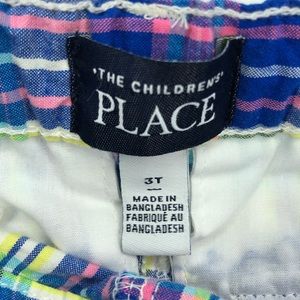 THE CHILDREN'S
PLACE
3T
MADE IN
BANGLADESH
FABRIQUÉ AU
BANGLADESH